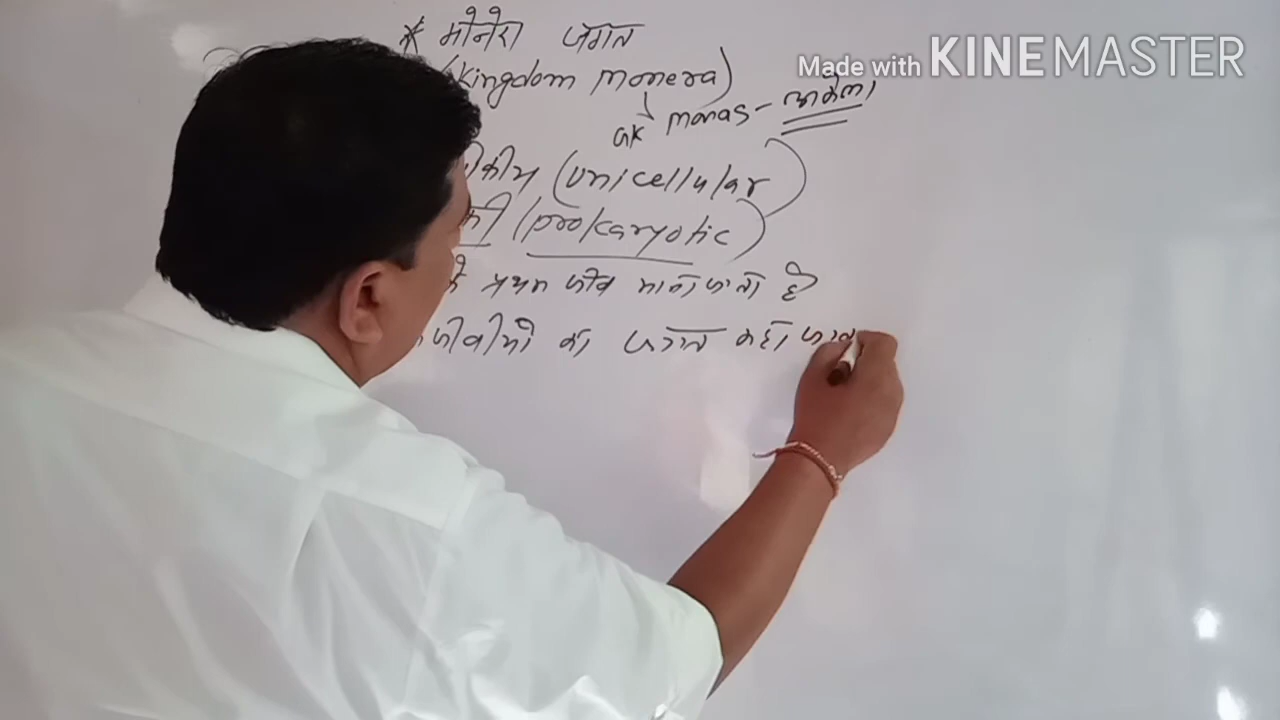 * मोनेरा जगत
Made with KINEMASTER
(Kingdom Monera)
GK Monas - अकेला
(Unicellular)
(prokaryotic)
प्रथम जीव माना जाता है
का जगत कहा जात